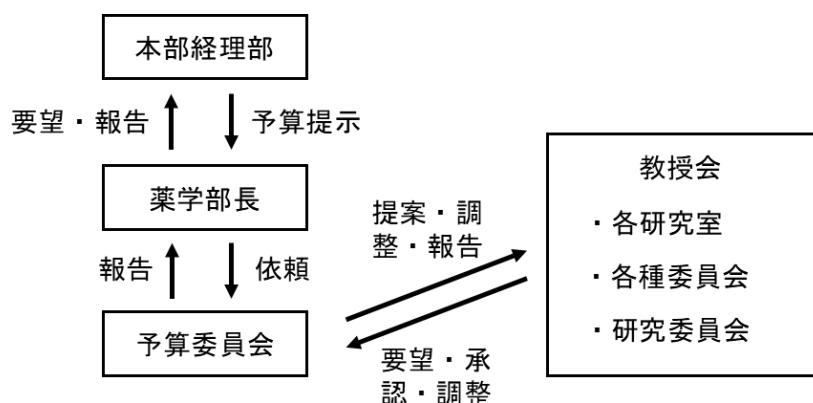 本部経理部
要望・報告
予算提示
薬学部長
報告
依頼
予算委員会
提案・調
整・報告
要望・承
認・調整
教授会
・各研究室
・各種委員会
・研究委員会